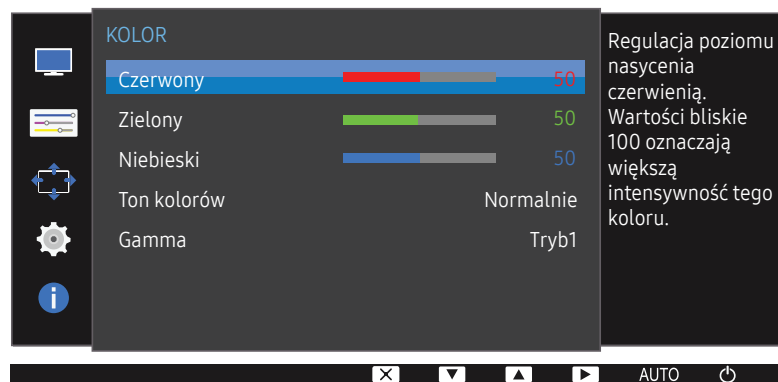 KOLOR
Czerwony 50
Zielony 50
Niebieski 50
Ton kolorów Normalnie
Gamma Tryb1
Regulacja poziomu
nasycenia
czerwienią.
Wartości bliskie
100 oznaczają
większą
intensywność tego
koloru.
AUTO